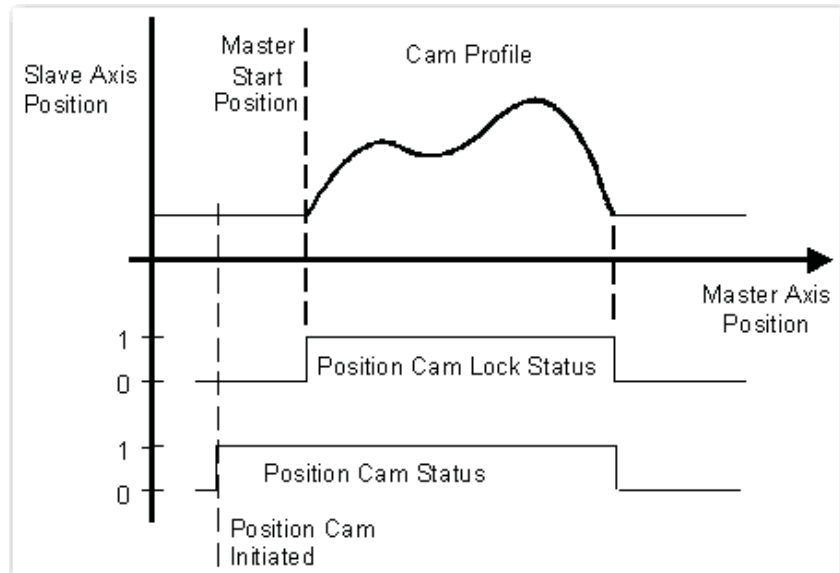 Slave Axis
Position
Master
Start
Position
Cam Profile
Master Axis
Position
1
0
Position Cam Lock Status
1
0
Position Cam Status
Position Cam
Initiated